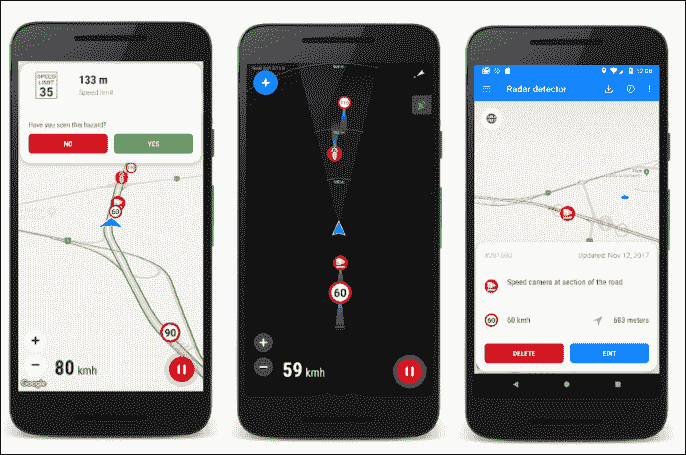 SPEED
LIMIT
35
133 m
Speed limit
Have you seen this hazard?
NO
YES
60
90
+
−
80 kmh
Google
+
60
+
−
59 kmh
12:08
Radar detector
Updated: Nov 12, 2017
Speed camera at section of the road
60
60 kmh
683 meters
DELETE
EDIT